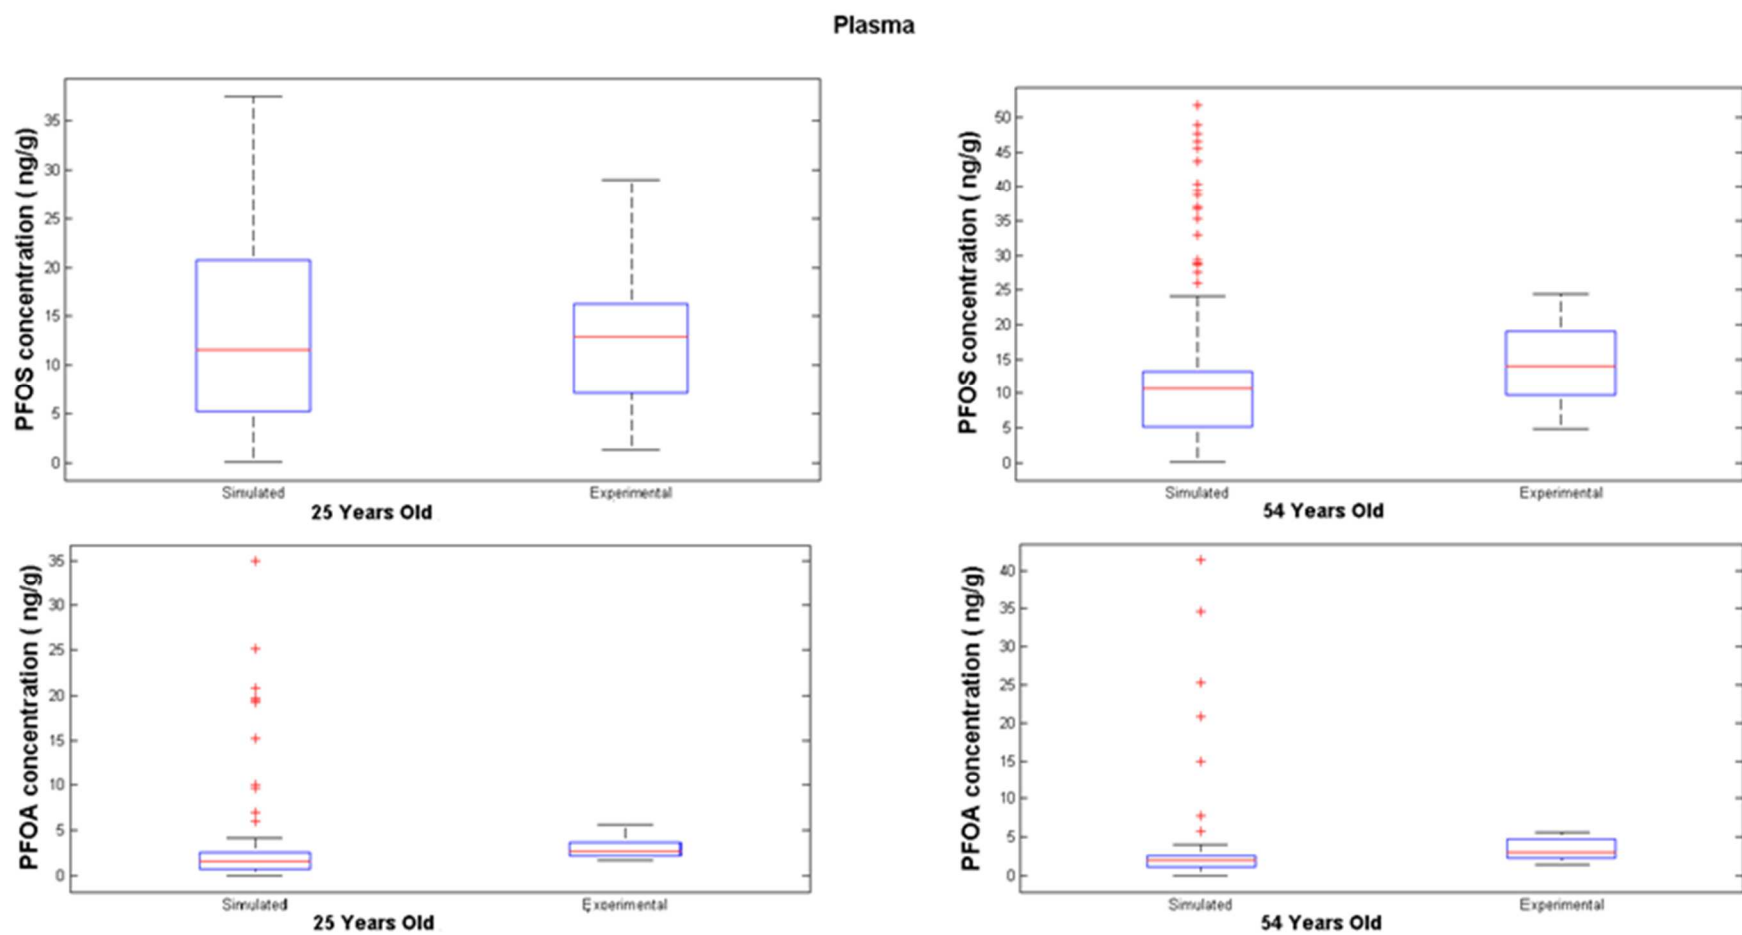 Plasma
PFOS concentration ( ng/g)
35
30
25
20
15
10
5
0
Simulated
Experimental
25 Years Old
PFOS concentration ( ng/g)
50
45
40
35
30
25
20
15
10
5
0
Simulated
Experimental
54 Years Old
PFOA concentration ( ng/g)
35
30
25
20
15
10
5
0
Simulated
Experimental
25 Years Old
PFOA concentration ( ng/g)
40
35
30
25
20
15
10
5
0
Simulated
Experimental
54 Years Old